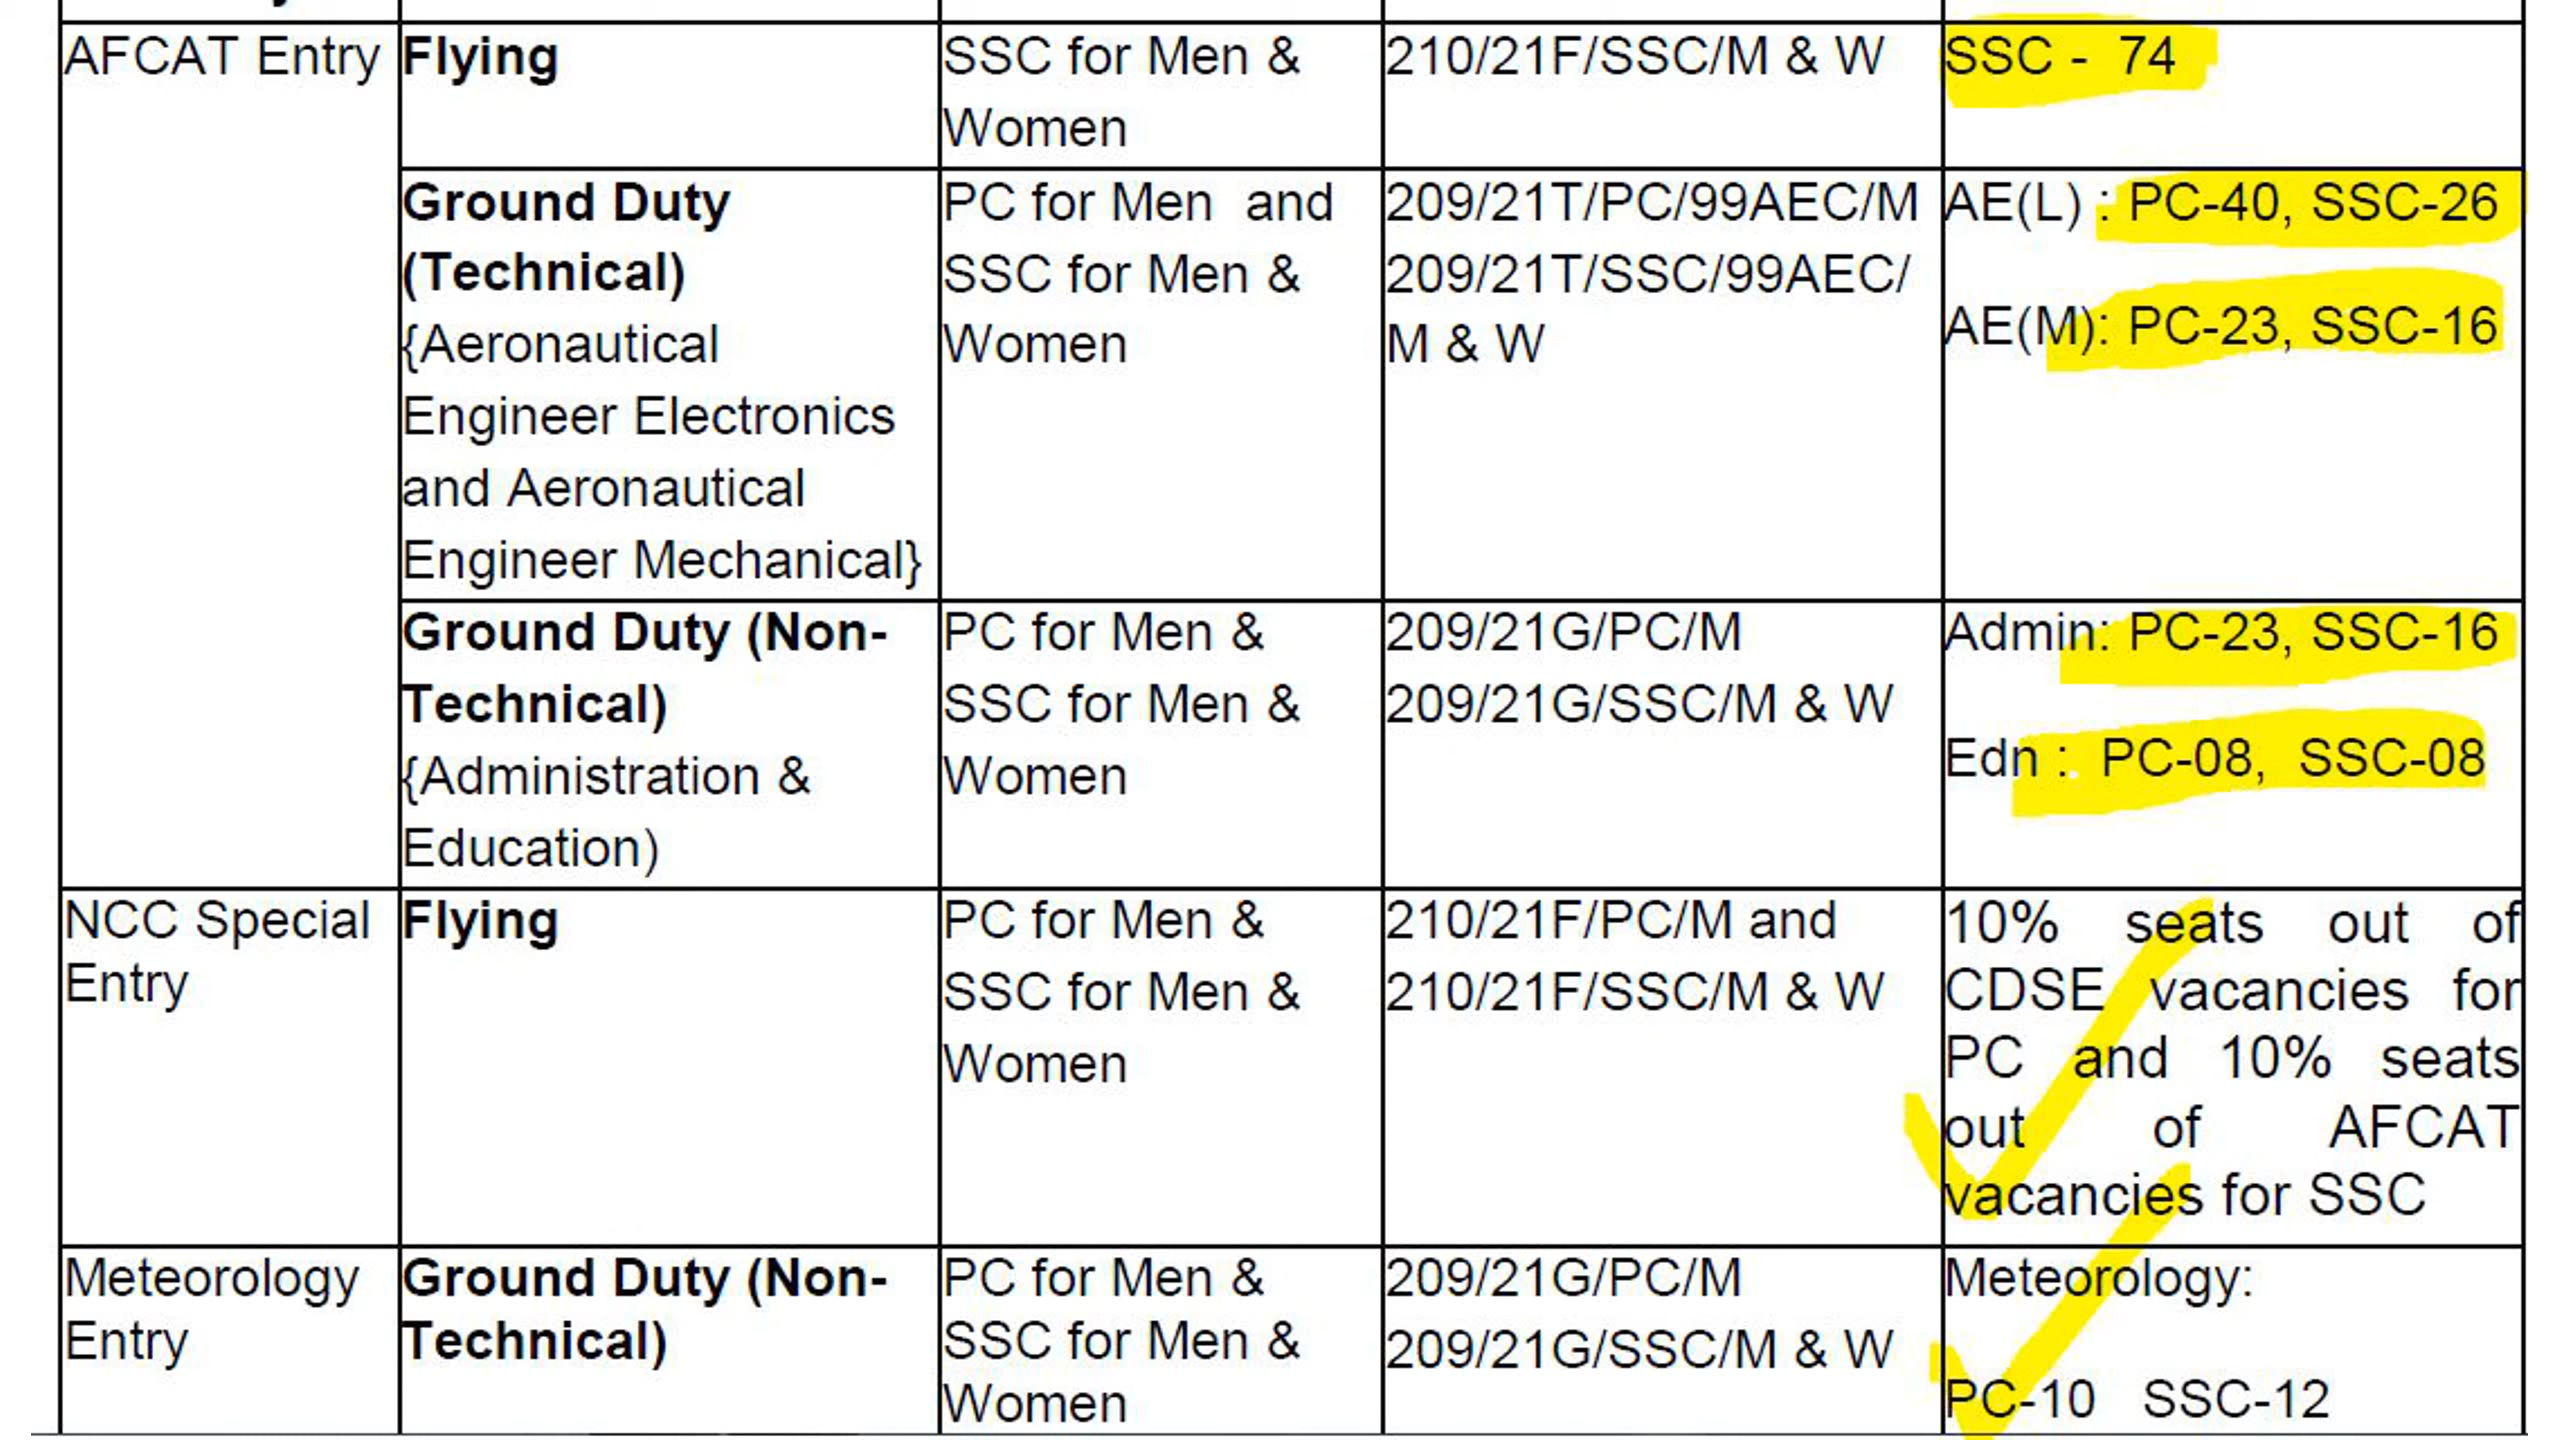 AFCAT Entry
Flying
SSC for Men &
Women
210/21F/SSC/M & W
SSC - 74
Ground Duty
(Technical)
{Aeronautical
Engineer Electronics
and Aeronautical
Engineer Mechanical}
PC for Men and
SSC for Men &
Women
209/21T/PC/99AEC/M
209/21T/SSC/99AEC/
M & W
AE(L) : PC-40, SSC-26
AE(M): PC-23, SSC-16
Ground Duty (Non-
Technical)
{Administration &
Education)
PC for Men &
SSC for Men &
Women
209/21G/PC/M
209/21G/SSC/M & W
Admin: PC-23, SSC-16
Edn : PC-08, SSC-08
NCC Special
Entry
Flying
PC for Men &
SSC for Men &
Women
210/21F/PC/M and
210/21F/SSC/M & W
10% seats out of
CDSE vacancies for
PC and 10% seats
out of AFCAT
vacancies for SSC
Meteorology
Entry
Ground Duty (Non-
Technical)
PC for Men &
SSC for Men &
Women
209/21G/PC/M
209/21G/SSC/M & W
Meteorology:
PC-10 SSC-12